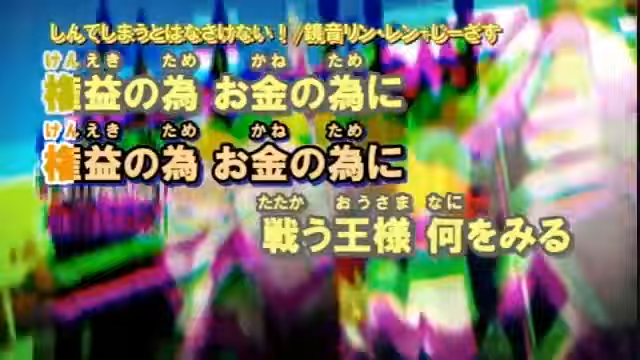 しんでしまうとはなさけない！/鏡音リン・レン+じーざす
けんえき ため かね ため
権益の為 お金の為に
けんえき ため かね ため
権益の為 お金の為に
たたか おうさま なに
戦う王様 何をみる